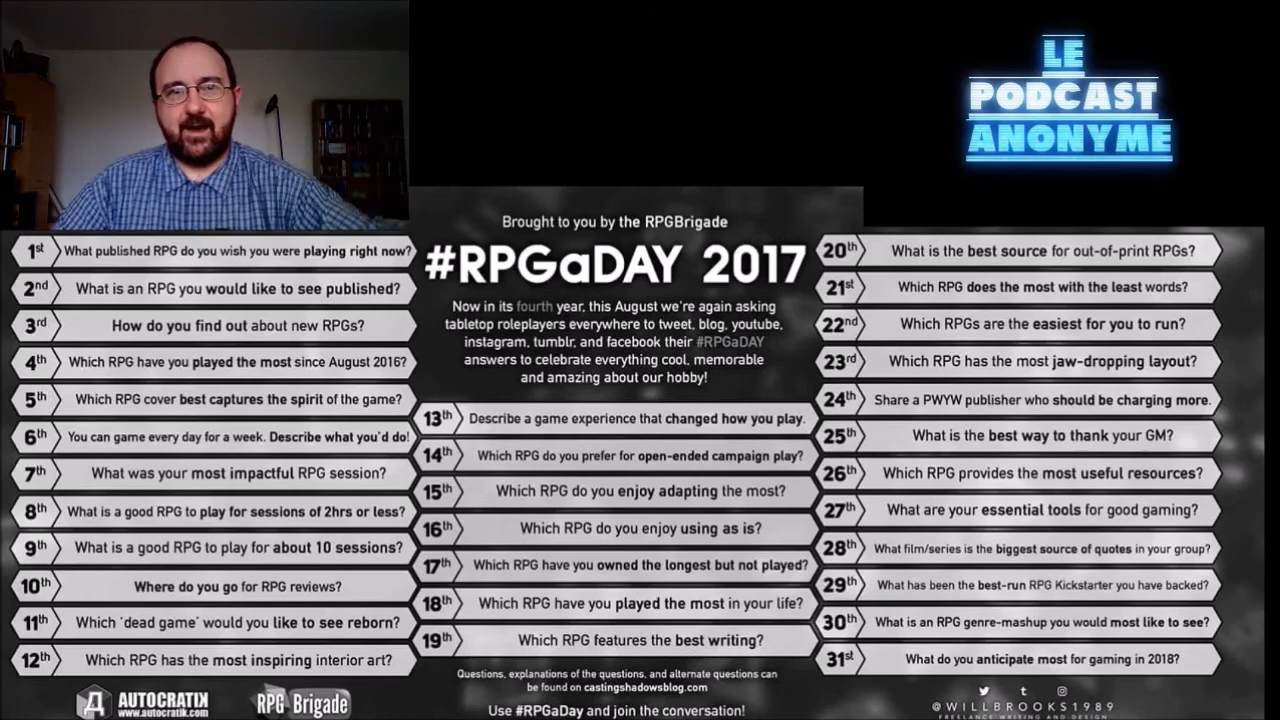 LE
PODCAST
ANONYME
Brought to you by the RPGBrigade
#RPGaDAY 2017
Now in its fourth year, this August we're again asking
tabletop roleplayers everywhere to tweet, blog, youtube,
instagram, tumblr, and facebook their #RPGaDAY
answers to celebrate everything cool, memorable
and amazing about our hobby!
1st What published RPG do you wish you were playing right now?
2nd What is an RPG you would like to see published?
3rd How do you find out about new RPGs?
4th Which RPG have you played the most since August 2016?
5th Which RPG cover best captures the spirit of the game?
6th You can game every day for a week. Describe what you'd do!
7th What was your most impactful RPG session?
8th What is a good RPG to play for sessions of 2hrs or less?
9th What is a good RPG to play for about 10 sessions?
10th Where do you go for RPG reviews?
11th Which 'dead game' would you like to see reborn?
12th Which RPG has the most inspiring interior art?
13th Describe a game experience that changed how you play.
14th Which RPG do you prefer for open-ended campaign play?
15th Which RPG do you enjoy adapting the most?
16th Which RPG do you enjoy using as is?
17th Which RPG have you owned the longest but not played?
18th Which RPG have you played the most in your life?
19th Which RPG features the best writing?
20th What is the best source for out-of-print RPGs?
21st Which RPG does the most with the least words?
22nd Which RPGs are the easiest for you to run?
23rd Which RPG has the most jaw-dropping layout?
24th Share a PWYW publisher who should be charging more.
25th What is the best way to thank your GM?
26th Which RPG provides the most useful resources?
27th What are your essential tools for good gaming?
28th What film/series is the biggest source of quotes in your group?
29th What has been the best-run RPG Kickstarter you have backed?
30th What is an RPG genre-mashup you would most like to see?
31st What do you anticipate most for gaming in 2018?
Questions, explanations of the questions, and alternate questions can
be found on castingshadowsblog.com
Use #RPGaDay and join the conversation!
AUTOCRATIK
www.autocratik.com
RPG Brigade
@WILLBROOKS1989
FREELANCE WRITING AND DESIGN